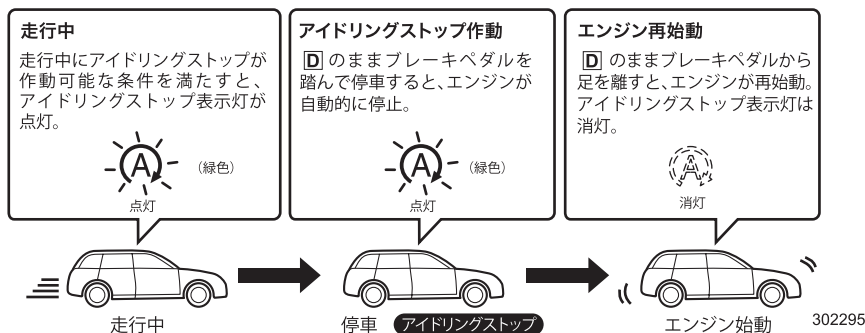 走行中
走行中にアイドリングストップが
作動可能な条件を満たすと、
アイドリングストップ表示灯が
点灯。
A
（緑色）
点灯
アイドリングストップ作動
D のままブレーキペダルを
踏んで停車すると、エンジンが
自動的に停止。
A
（緑色）
点灯
エンジン再始動
D のままブレーキペダルから
足を離すと、エンジンが再始動。
アイドリングストップ表示灯は
消灯。
A
消灯
走行中
停車 アイドリングストップ
エンジン始動
302295